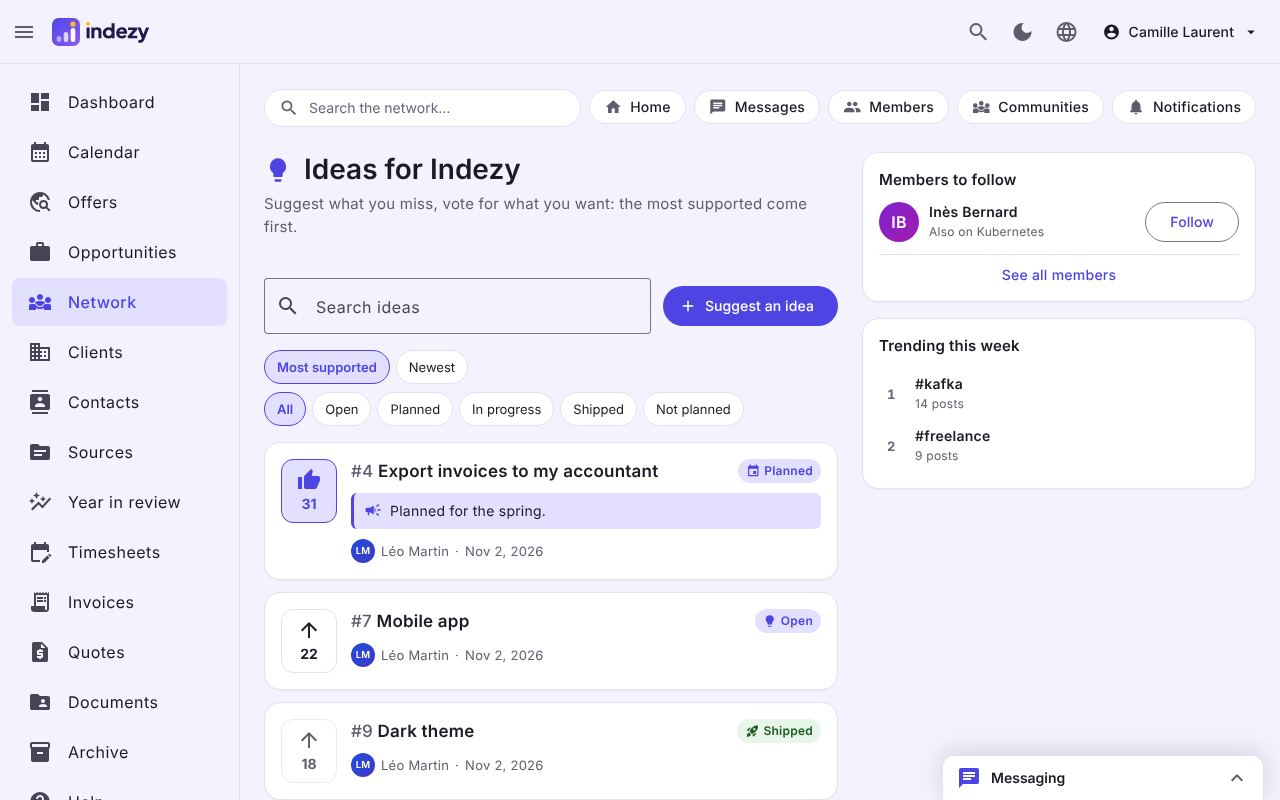 indezy
Camille Laurent
Dashboard
Calendar
Offers
Opportunities
Network
Clients
Contacts
Sources
Year in review
Timesheets
Invoices
Quotes
Documents
Archive
Search the network...
Home
Messages
Members
Communities
Notifications
Ideas for Indezy
Suggest what you miss, vote for what you want: the most supported come
first.
Search ideas
Suggest an idea
Most supported
Newest
All
Open
Planned
In progress
Shipped
Not planned
31
#4 Export invoices to my accountant
Planned
Planned for the spring.
LM Léo Martin · Nov 2, 2026
22
#7 Mobile app
Open
LM Léo Martin · Nov 2, 2026
18
#9 Dark theme
Shipped
LM Léo Martin · Nov 2, 2026
Members to follow
IB
Inès Bernard
Also on Kubernetes
Follow
See all members
Trending this week
1
#kafka
14 posts
2
#freelance
9 posts
Messaging